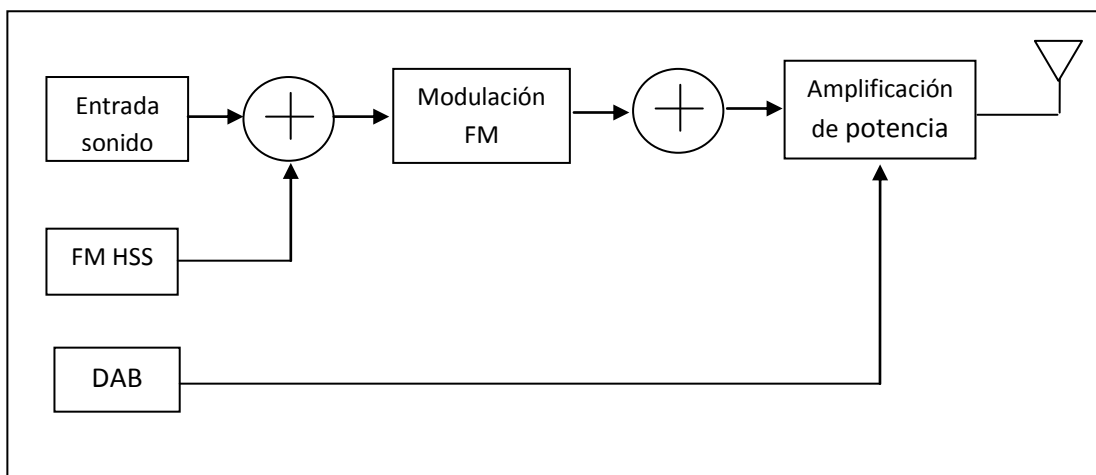 Entrada
sonido
Modulación
FM
Amplificación
de potencia
FM HSS
DAB